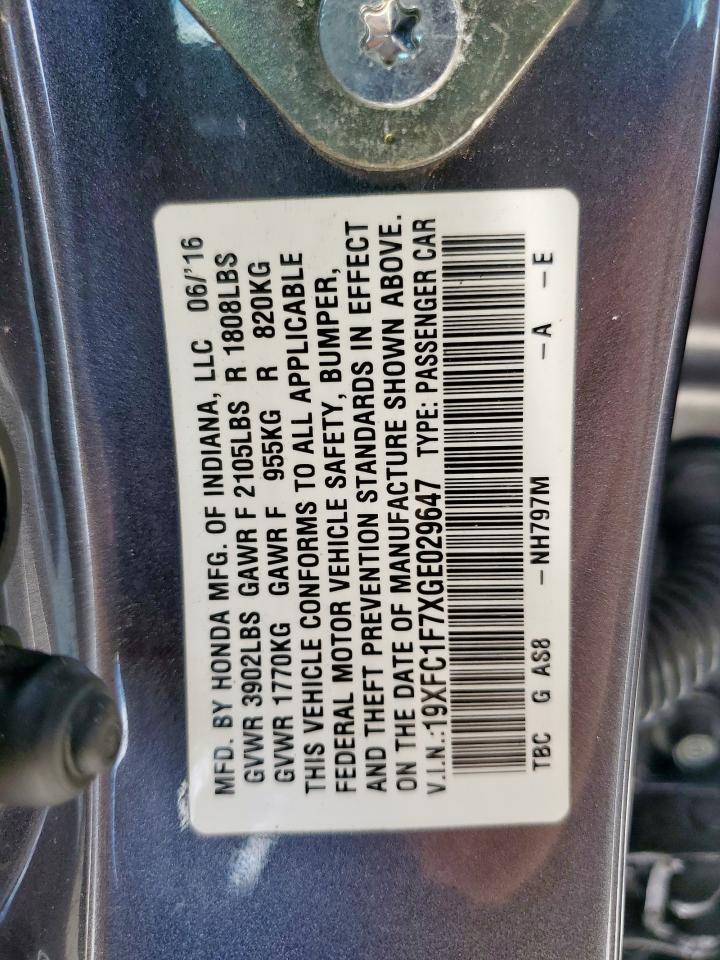 MFD. BY HONDA MFG. OF INDIANA, LLC 06/'16
GVWR 3902LBS GAWR F 2105LBS R 1808LBS
GVWR 1770KG GAWR F 955KG R 820KG
THIS VEHICLE CONFORMS TO ALL APPLICABLE
FEDERAL MOTOR VEHICLE SAFETY, BUMPER,
AND THEFT PREVENTION STANDARDS IN EFFECT
ON THE DATE OF MANUFACTURE SHOWN ABOVE.
V.I.N.:19XFC1F7XGE029647 TYPE: PASSENGER CAR
TBC G AS8 -NH797M -A -E